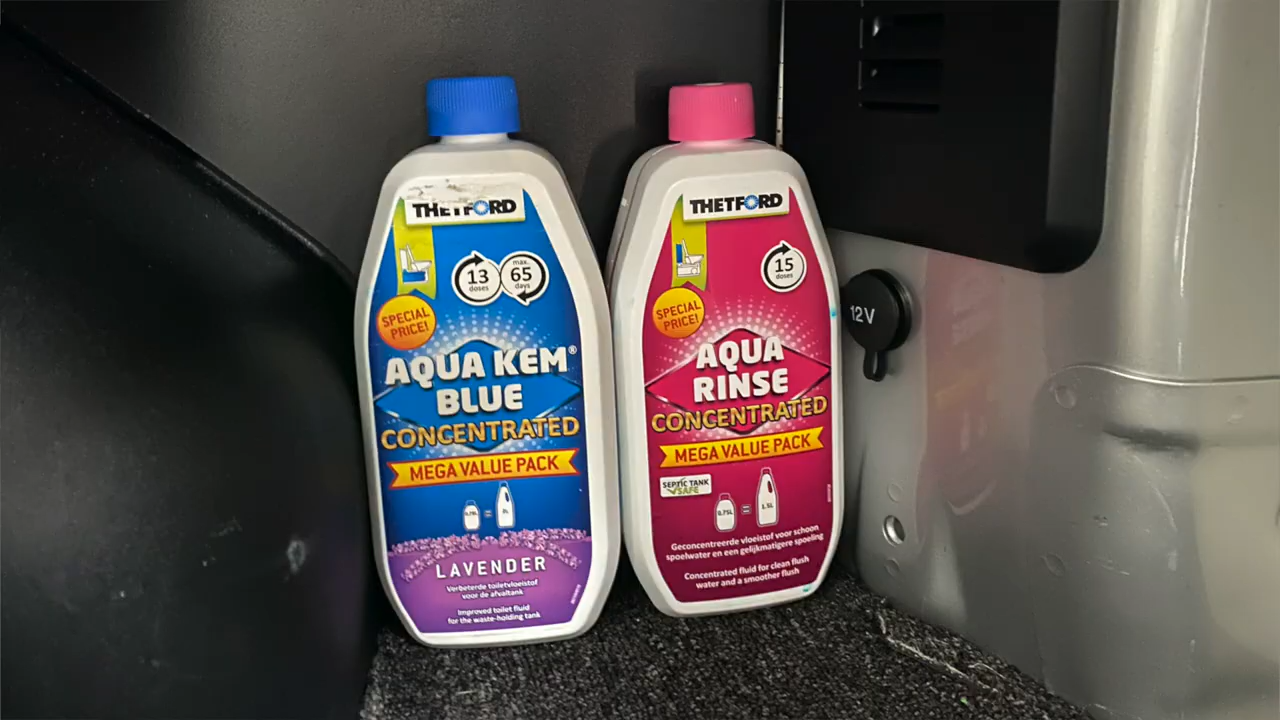 THETFORD
13
doses
max.
65
days
SPECIAL
PRICE!
AQUA KEM®
BLUE
CONCENTRATED
MEGA VALUE PACK
LAVENDER
Verbeterde toiletvloeistof
voor de afvaltank
Improved toilet fluid
for the waste-holding tank
THETFORD
15
doses
SPECIAL
PRICE!
AQUA
RINSE
CONCENTRATED
MEGA VALUE PACK
SEPTIC TANK
SAFE
0.75L = 1.5L
Geconcentreerde vloeistof voor schoon
spoelwater en een gelijkmatigere spoeling
Concentrated fluid for clean flush
water and a smoother flush
12V